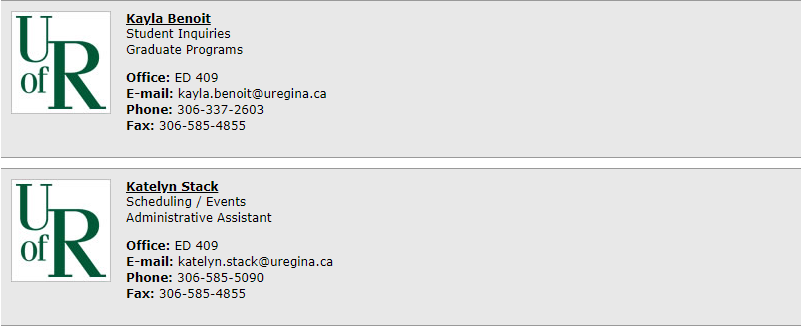 U
of R
Kayla Benoit
Student Inquiries
Graduate Programs
Office: ED 409
E-mail: kayla.benoit@uregina.ca
Phone: 306-337-2603
Fax: 306-585-4855
U
of R
Katelyn Stack
Scheduling / Events
Administrative Assistant
Office: ED 409
E-mail: katelyn.stack@uregina.ca
Phone: 306-585-5090
Fax: 306-585-4855